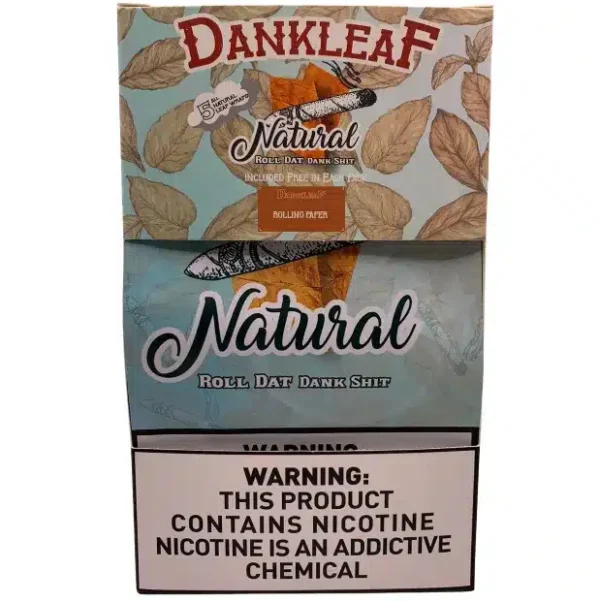 DANKLEAF
5 ALL
NATURAL
LEAF WRAPS
Natural
ROLL DAT DANK SHIT
INCLUDED FREE IN EACH PACK
DANKLEAF
ROLLING PAPER
Natural
ROLL DAT DANK SHIT
WARNING:
WARNING:
THIS PRODUCT
CONTAINS NICOTINE
NICOTINE IS AN ADDICTIVE
CHEMICAL